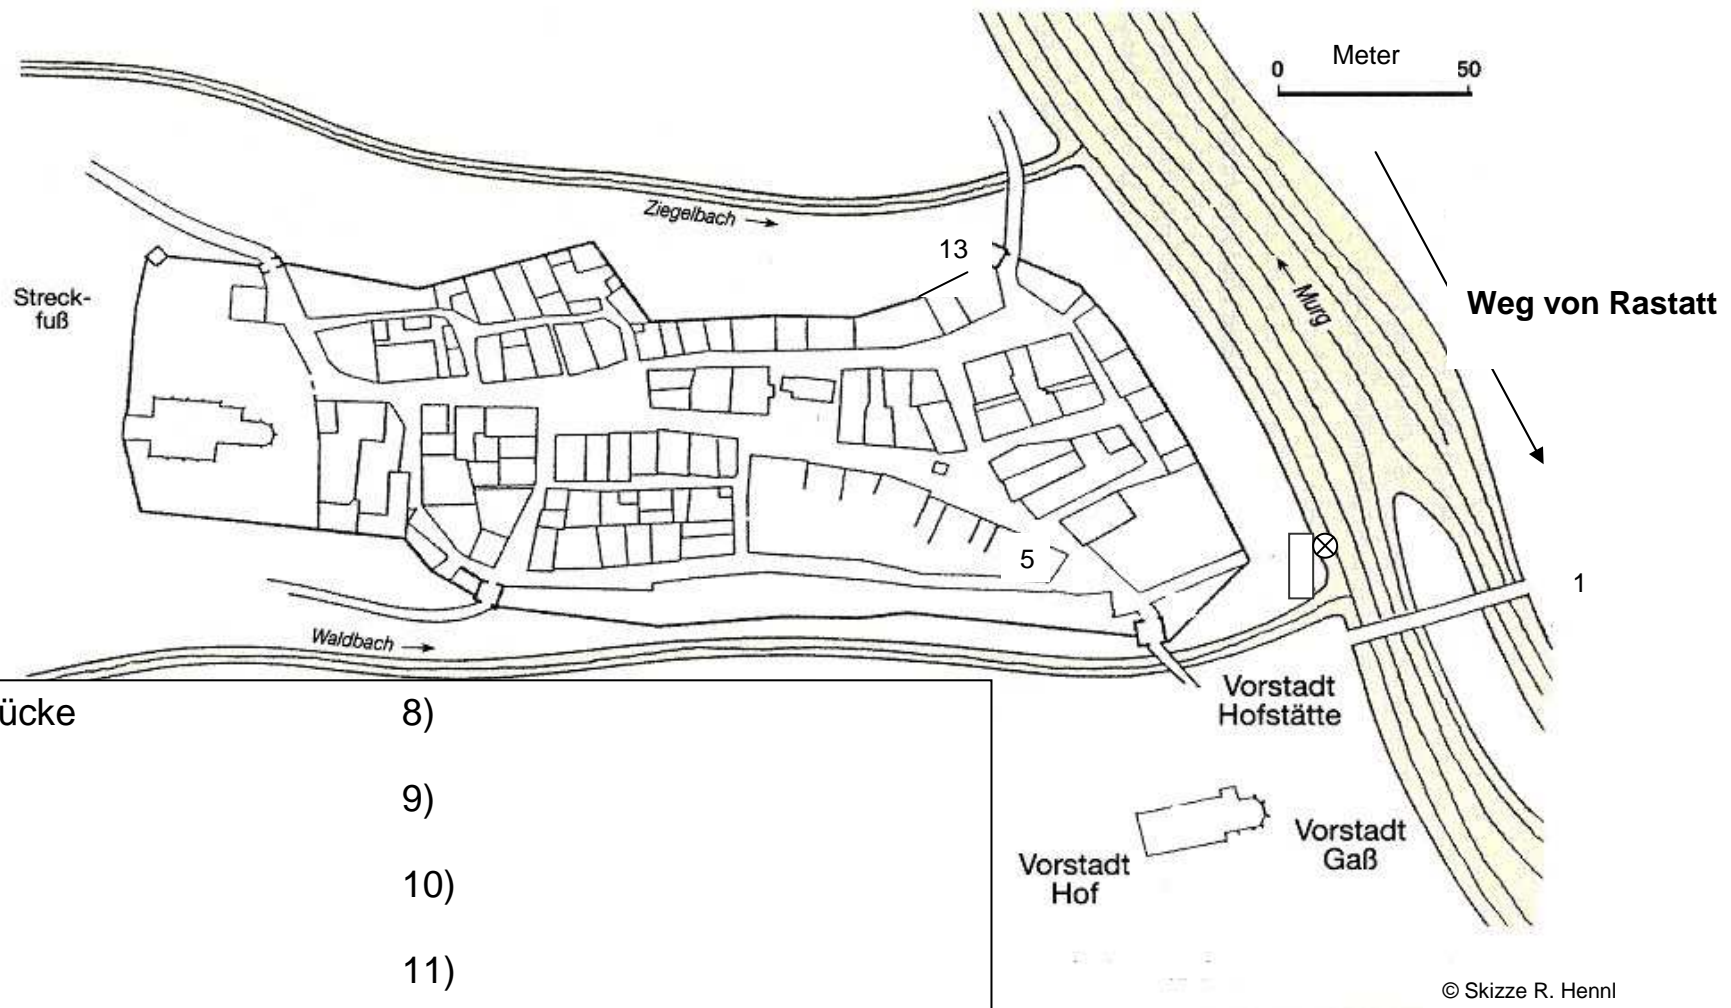 Meter
0
50
Ziegelbach
13
Streck-
fuß
Murg
Weg von Rastatt
5
1
Waldbach
Vorstadt
Hofstätte
ücke
8)
9)
Vorstadt
Gaß
Vorstadt
Hof
10)
11)
© Skizze R. Hennl